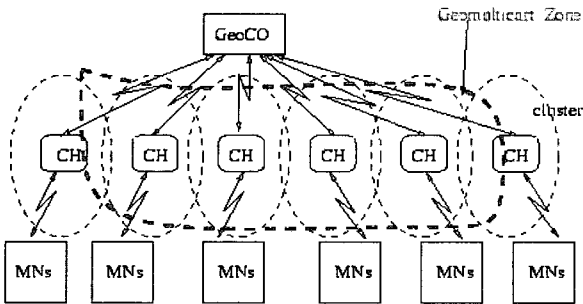 Geomulticast Zone
GeoCO
cluster
CH CH CH CH CH CH
MNs MNs MNs MNs MNs MNs